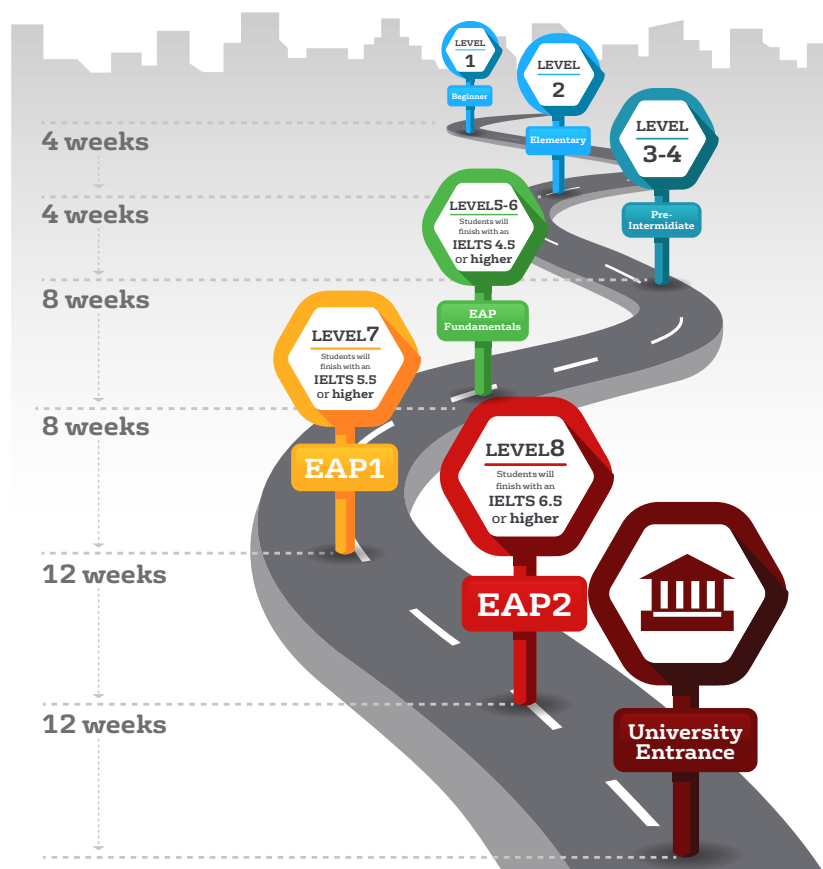 LEVEL
1
Beginner
LEVEL
2
Elementary
LEVEL
3-4
Pre-
Intermidiate
4 weeks
4 weeks
LEVEL5-6
Students will
finish with an
IELTS 4.5
or higher
EAP
Fundamentals
8 weeks
LEVEL7
Students will
finish with an
IELTS 5.5
or higher
EAP1
8 weeks
LEVEL8
Students will
finish with an
IELTS 6.5
or higher
EAP2
12 weeks
12 weeks
University
Entrance